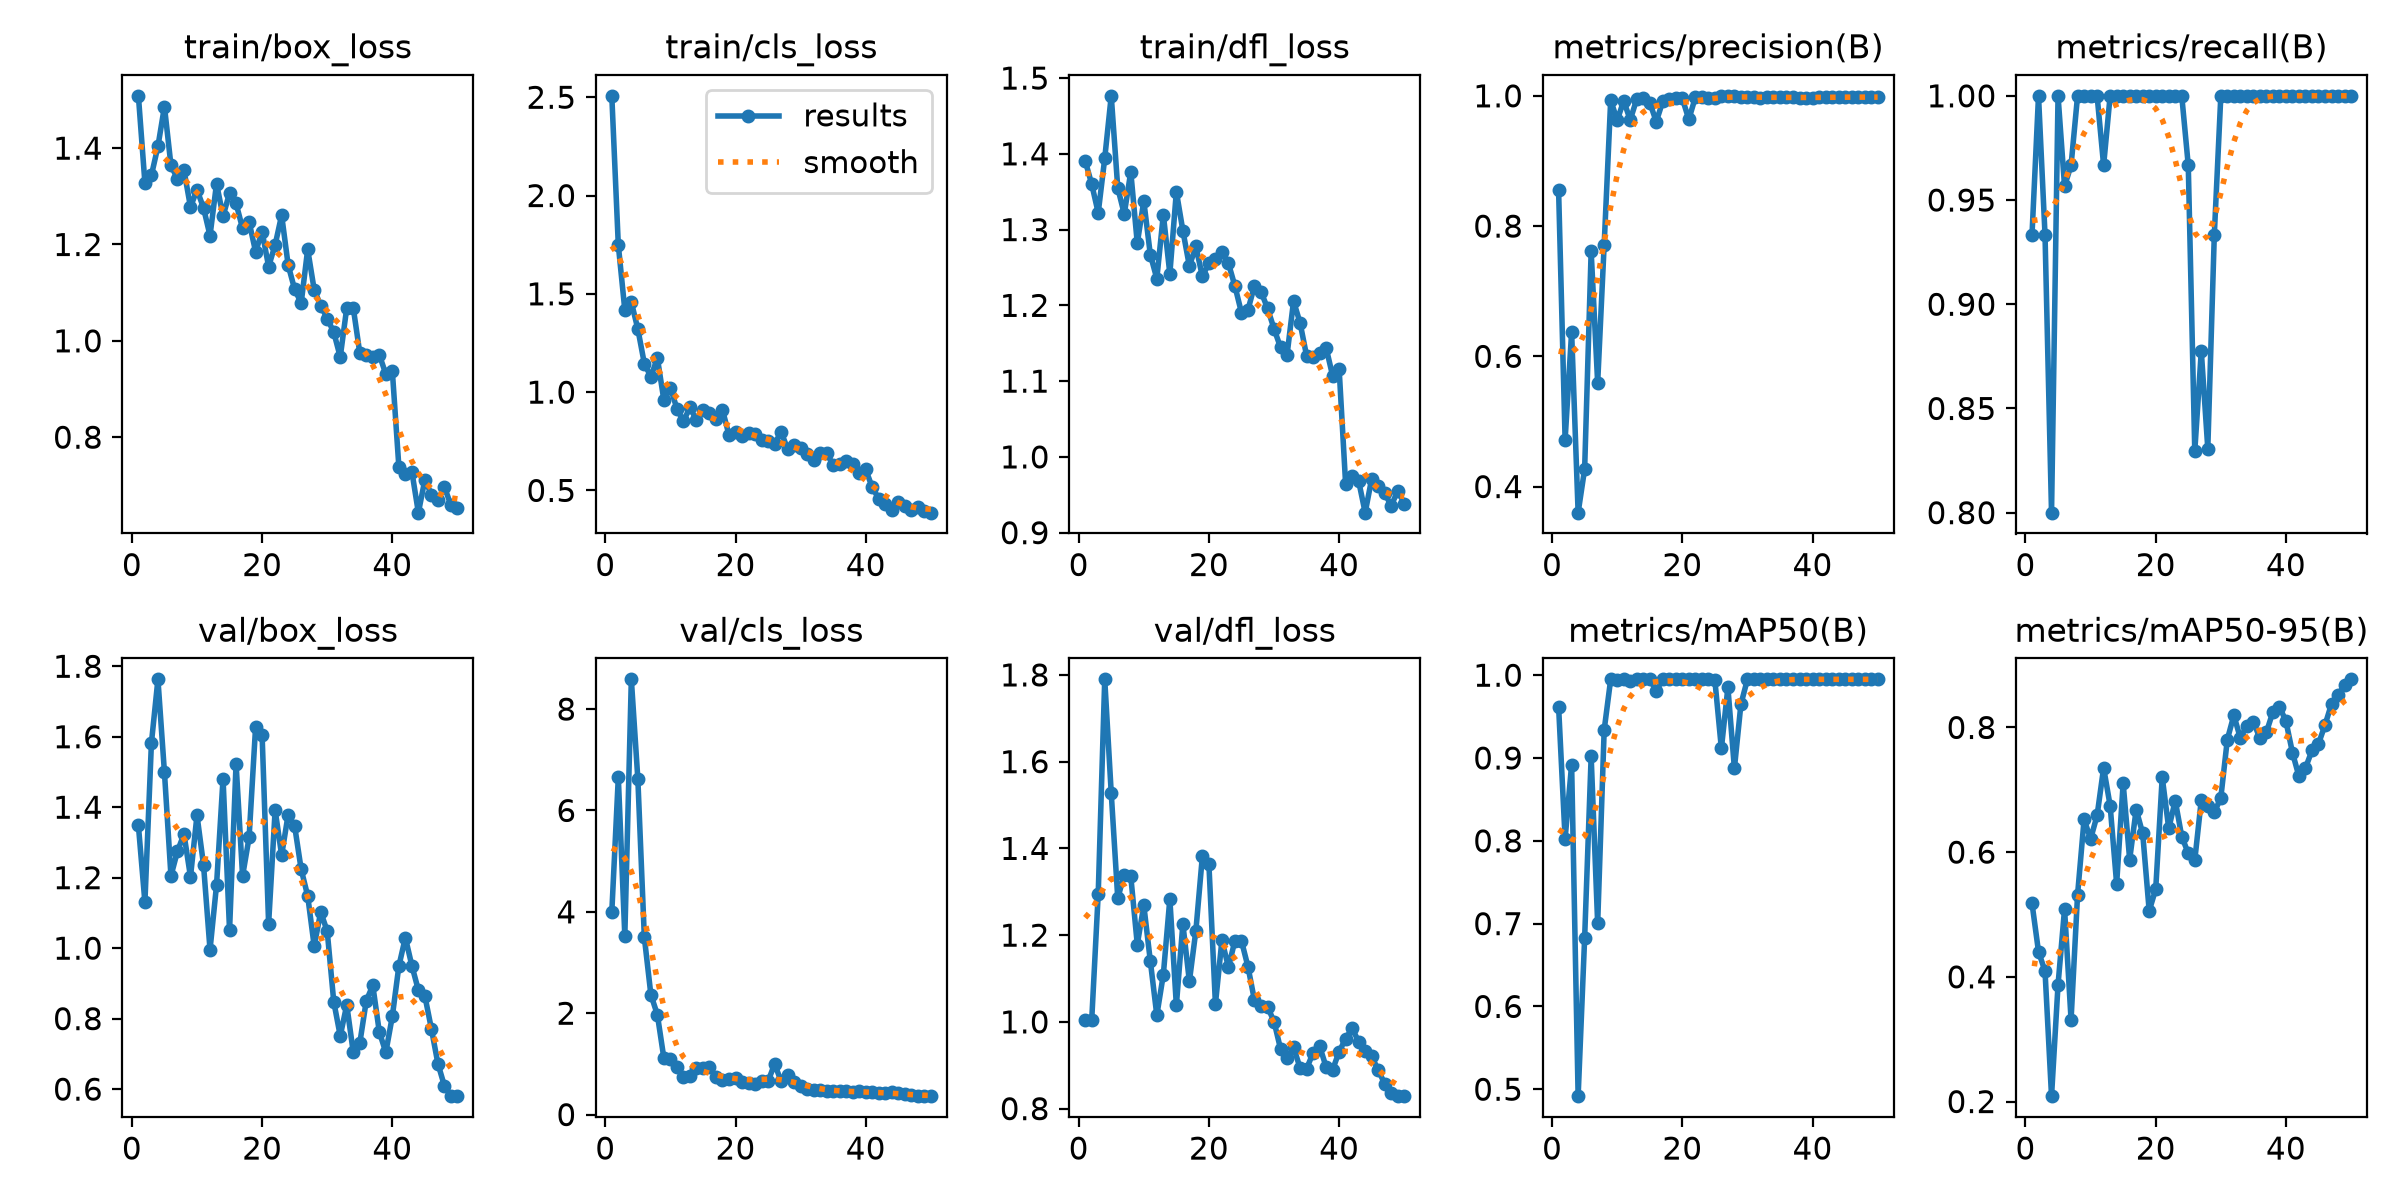 train/box_loss
train/cls_loss
train/dfl_loss
metrics/precision(B)
metrics/recall(B)
1.4
1.2
1.0
0.8
0 20 40
2.5
2.0
1.5
1.0
0.5
results
smooth
0 20 40
1.5
1.4
1.3
1.2
1.1
1.0
0.9
0 20 40
1.0
0.8
0.6
0.4
0 20 40
1.00
0.95
0.90
0.85
0.80
0 20 40
val/box_loss
val/cls_loss
val/dfl_loss
metrics/mAP50(B)
metrics/mAP50-95(B)
1.8
1.6
1.4
1.2
1.0
0.8
0.6
0 20 40
8
6
4
2
0
0 20 40
1.8
1.6
1.4
1.2
1.0
0.8
0 20 40
1.0
0.9
0.8
0.7
0.6
0.5
0 20 40
0.8
0.6
0.4
0.2
0 20 40